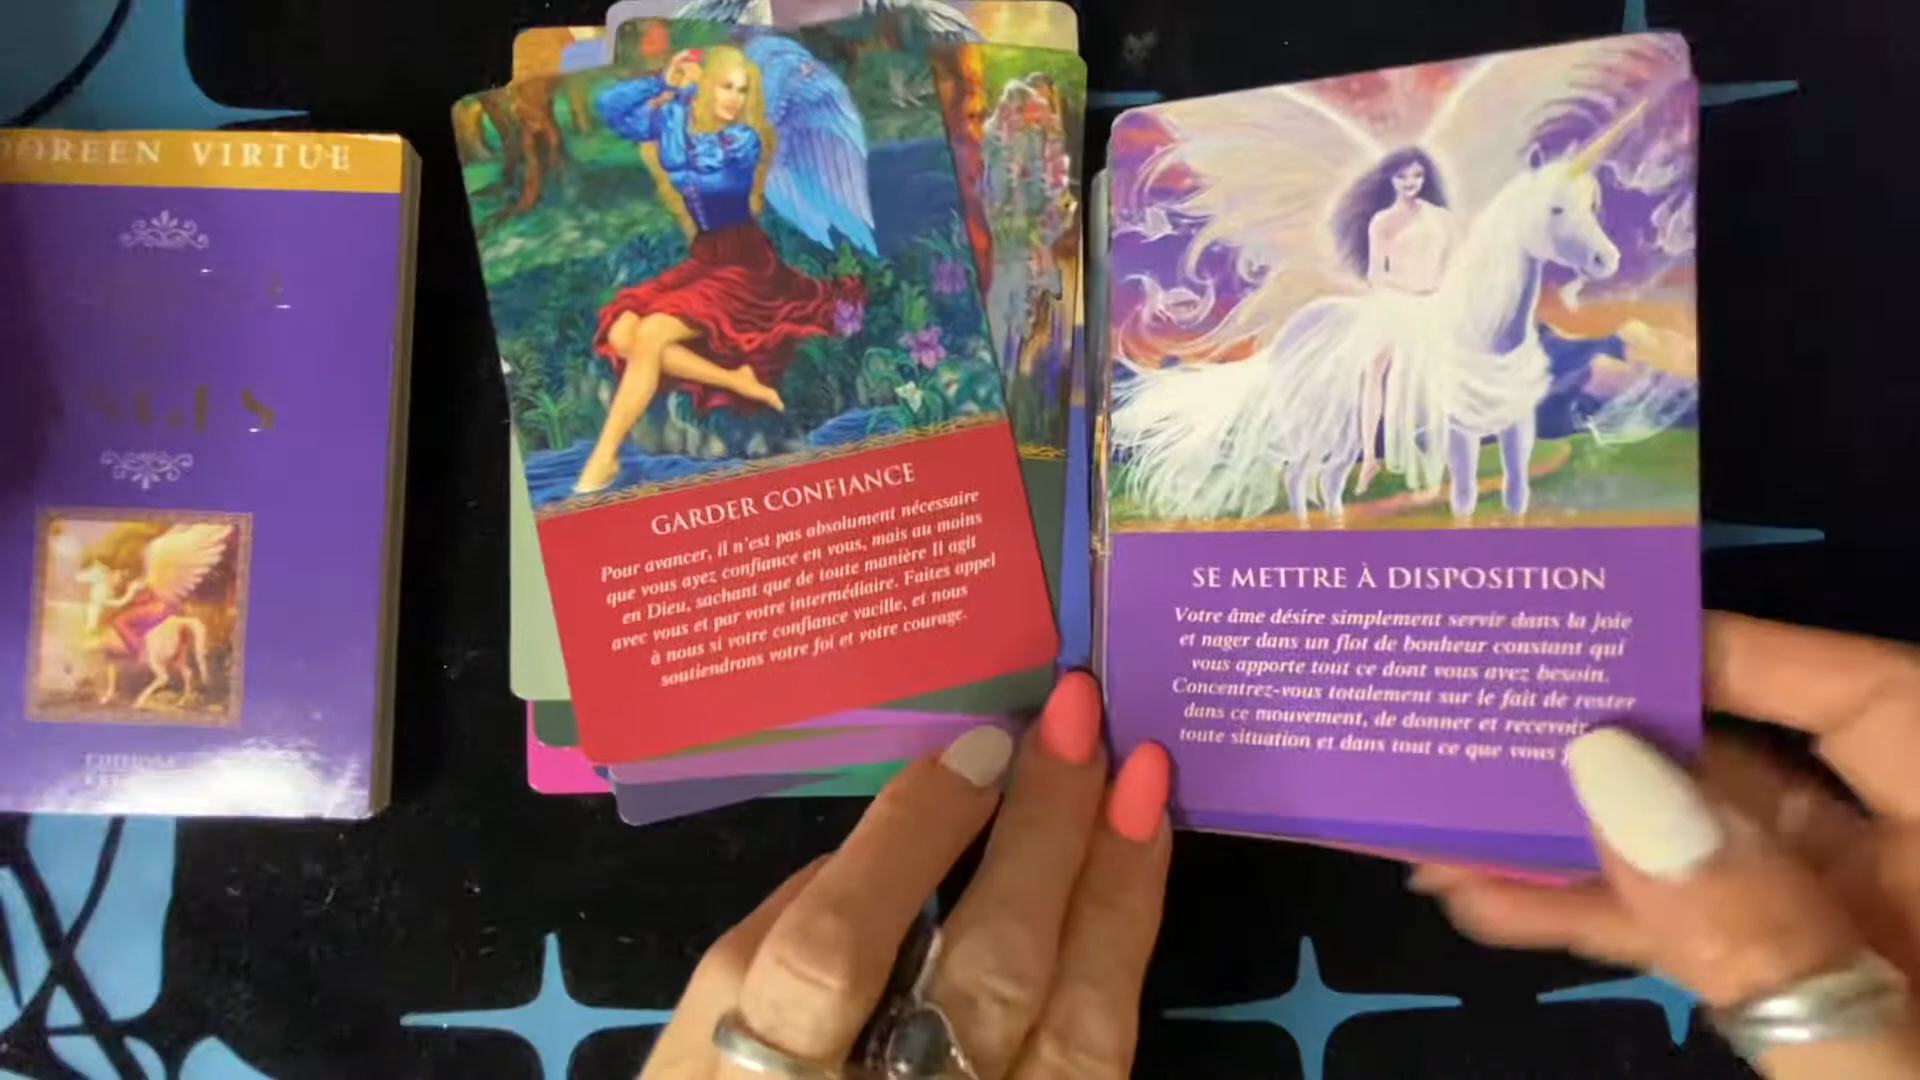 DOREEN VIRTUE
GARDER CONFIANCE
Pour avancer, il n'est pas absolument nécessaire
que vous ayez confiance en vous, mais au moins
en Dieu, sachant que de toute manière Il agit
avec vous et par votre intermédiaire. Faites appel
à nous si votre confiance vacille, et nous
soutiendrons votre foi et votre courage.
SE METTRE À DISPOSITION
Votre âme désire simplement servir dans la joie
et nager dans un flot de bonheur constant qui
vous apporte tout ce dont vous avez besoin.
Concentrez-vous totalement sur le fait de rester
dans ce mouvement, de donner et recevoir
toute situation et dans tout ce que vous